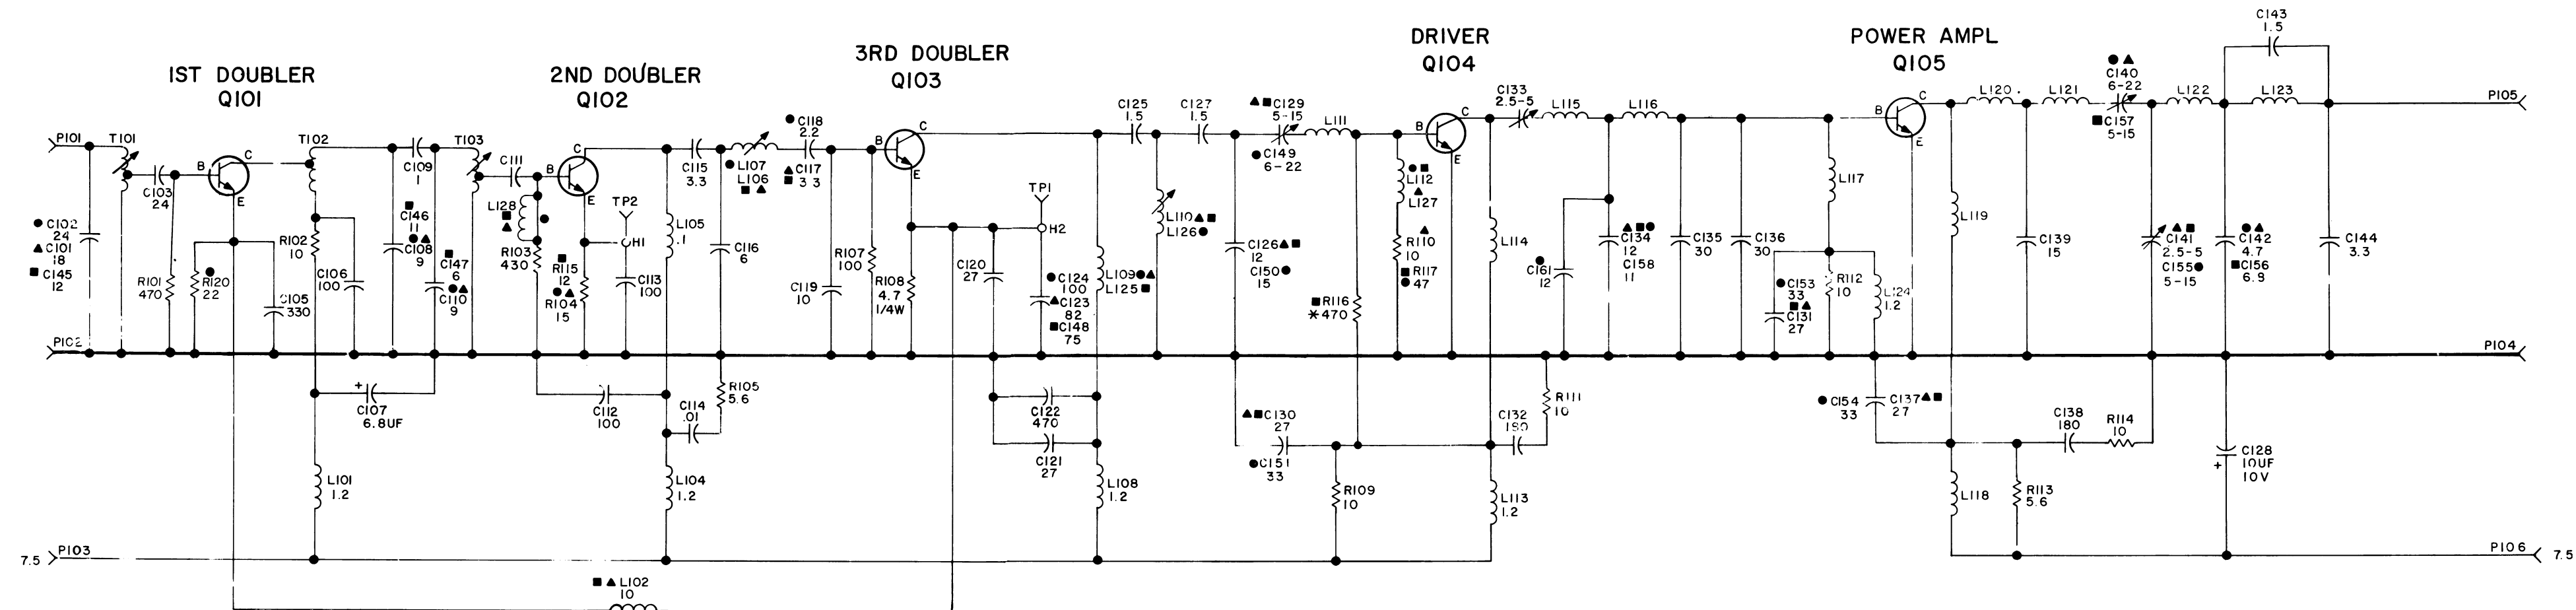 1ST DOUBLER
Q101
2ND DOUBLER
Q102
3RD DOUBLER
Q103
DRIVER
Q104
POWER AMPL
Q105
P101
T101
C103
24
B
C
E
● C102
24
▲ C101
18
■ C145
12
R101
470
●
R120
22
C105
330
T102
R102
10
C106
100
C109
1
■
C146
11
●▲
C108
9
■
C147
6
●▲
C110
9
T103
C111
B
C
E
L128
■
▲
●
R103
430
■
R115
12
●▲
R104
15
TP2
H1
C113
100
L105
.1
C115
3.3
C116
6
● L107
L106
■ ▲
● C118
2.2
▲ C117
■ 3.3
C119
10
R107
100
R108
4.7
1/4W
B
C
E
C120
27
TP1
H2
● C124
100
▲ C123
82
■ C148
75
L109 ●▲
L125 ■
C125
1.5
C127
1.5
L110 ▲■
L126 ●
▲■ C129
5-15
● C149
6-22
C126 ▲■
12
C150 ●
15
L111
■ R116
* 470
●■
L112
▲
L127
▲
R110
10
■ R117
● 47
B
C
E
L114
C133
2.5-5
L115
L116
●
C161
12
▲■●
C134
12
C158
11
C135
30
C136
30
L117
● C153
33
■▲
C131
27
R112
10
L124
1.2
B
C
E
L119
L120
L121
C139
15
●▲
C140
6-22
■ C157
5-15
L122
▲■
C141
2.5-5
C155 ●
5-15
●▲
C142
4.7
■ C156
6.8
C143
1.5
L123
C144
3.3
P105
P102
P104
+
C107
6.8UF
L101
1.2
C112
100
C114
.01
R105
5.6
L104
1.2
C122
470
C121
27
L108
1.2
▲■ C130
27
● C151
33
R109
10
C132
180
R111
10
L113
1.2
● C154
33
C137 ▲■
27
C138
180
R114
10
L118
R113
5.6
C128
10UF
10V
+
7.5
P103
P106
7.5
■ ▲ L102
10